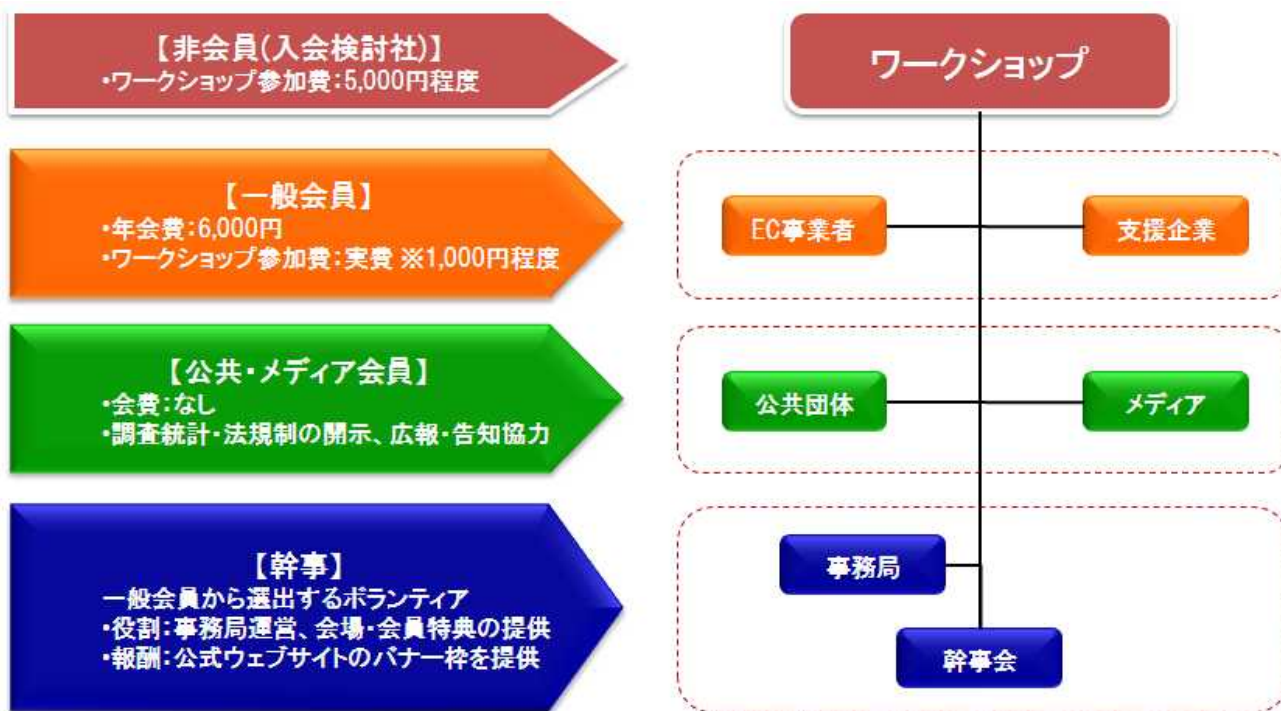 【非会員(入会検討社)】
・ワークショップ参加費:5,000円程度
ワークショップ
【一般会員】
・年会費:6,000円
・ワークショップ参加費:実費 ※1,000円程度
EC事業者
支援企業
【公共・メディア会員】
・会費:なし
・調査統計・法規制の開示、広報・告知協力
公共団体
メディア
【幹事】
一般会員から選出するボランティア
・役割:事務局運営、会場・会員特典の提供
・報酬:公式ウェブサイトのバナー枠を提供
事務局
幹事会